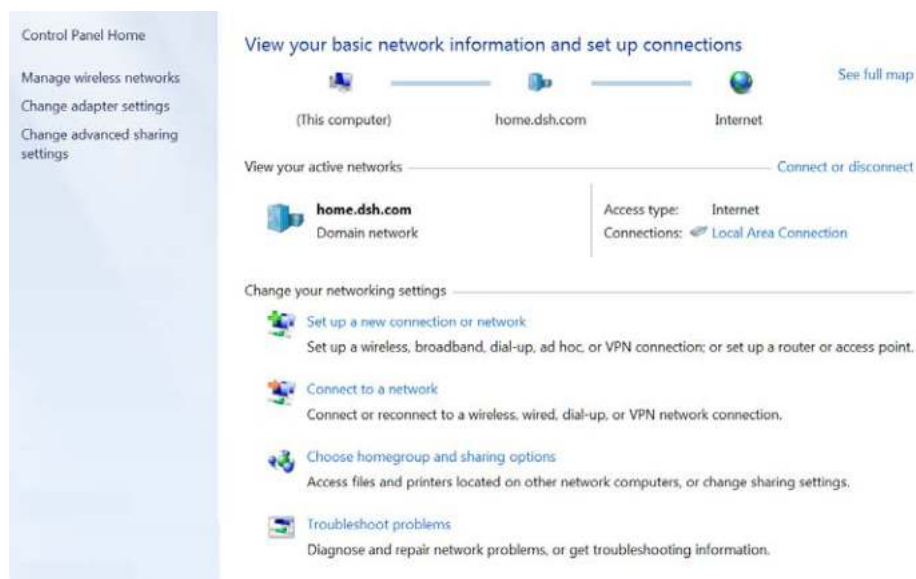 Control Panel Home
Manage wireless networks
Change adapter settings
Change advanced sharing
settings
View your basic network information and set up connections
See full map
(This computer)
home.dsh.com
Internet
View your active networks
Connect or disconnect
home.dsh.com
Domain network
Access type: Internet
Connections: Local Area Connection
Change your networking settings
Set up a new connection or network
Set up a wireless, broadband, dial-up, ad hoc, or VPN connection; or set up a router or access point.
Connect to a network
Connect or reconnect to a wireless, wired, dial-up, or VPN network connection.
Choose homegroup and sharing options
Access files and printers located on other network computers, or change sharing settings.
Troubleshoot problems
Diagnose and repair network problems, or get troubleshooting information.